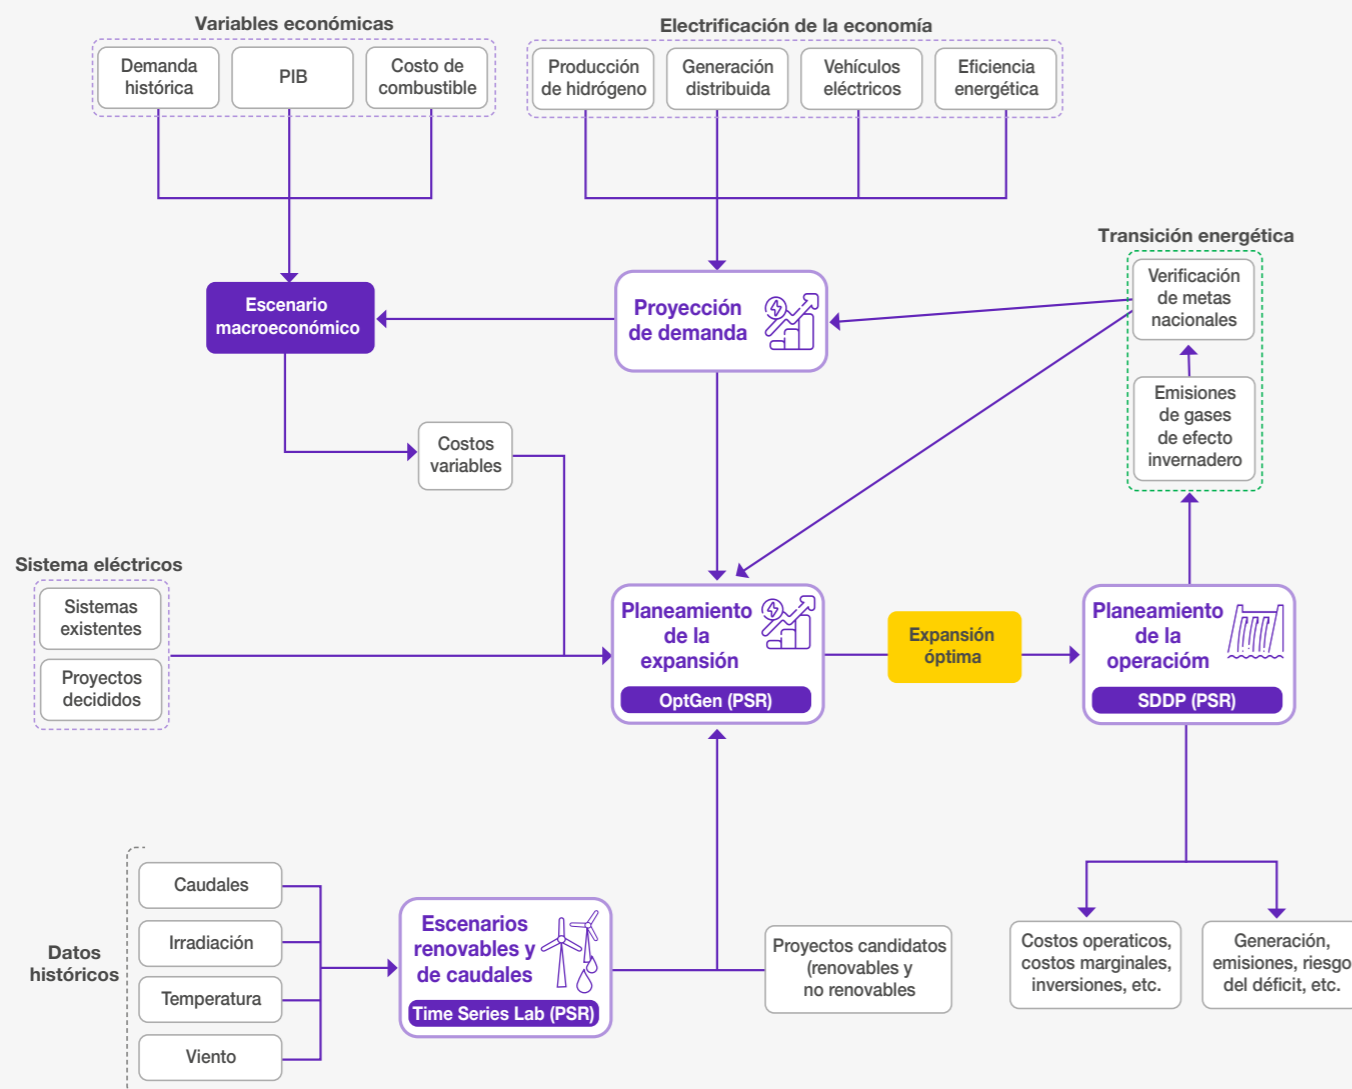 Variables económicas
Demanda
histórica
PIB
Costo de
combustible
Electrificación de la economía
Producción
de hidrógeno
Generación
distribuida
Vehículos
eléctricos
Eficiencia
energética
Transición energética
Verificación
de metas
nacionales
Emisiones
de gases
de efecto
invernadero
Escenario
macroeconómico
Proyección
de demanda
Costos
variables
Sistema eléctricos
Sistemas
existentes
Proyectos
decididos
Planeamiento
de la
expansión
OptGen (PSR)
Expansión
óptima
Planeamiento
de la
operacióm
SDDP (PSR)
Datos
históricos
Caudales
Irradiación
Temperatura
Viento
Escenarios
renovables y
de caudales
Time Series Lab (PSR)
Proyectos candidatos
(renovables y
no renovables
Costos operaticos,
costos marginales,
inversiones, etc.
Generación,
emisiones, riesgo
del déficit, etc.